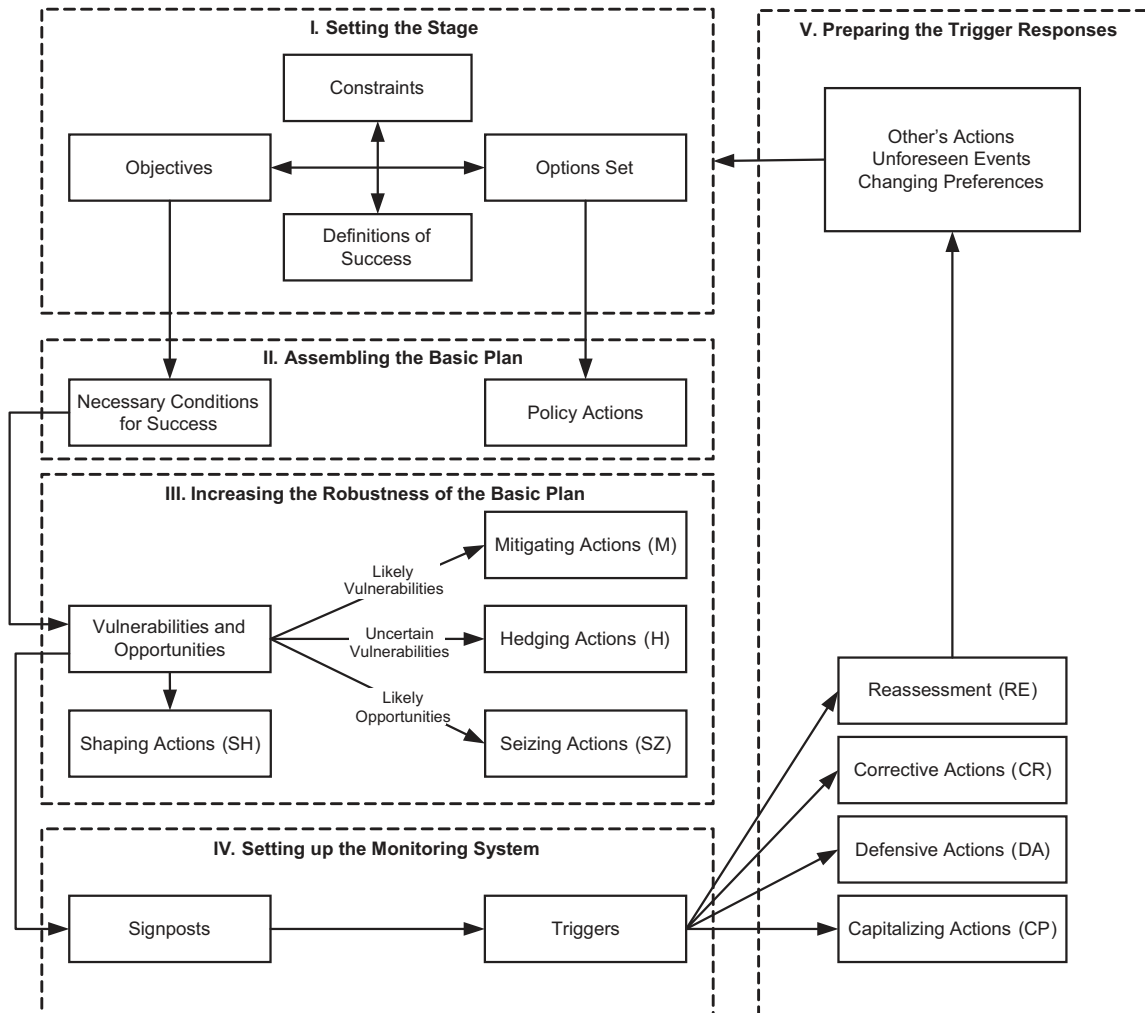 I. Setting the Stage
Constraints
Objectives
Options Set
Definitions of
Success
II. Assembling the Basic Plan
Necessary Conditions
for Success
Policy Actions
III. Increasing the Robustness of the Basic Plan
Mitigating Actions (M)
Likely
Vulnerabilities
Vulnerabilities and
Opportunities
Uncertain
Vulnerabilities
Hedging Actions (H)
Likely
Opportunities
Shaping Actions (SH)
Seizing Actions (SZ)
IV. Setting up the Monitoring System
Signposts
Triggers
V. Preparing the Trigger Responses
Other's Actions
Unforeseen Events
Changing Preferences
Reassessment (RE)
Corrective Actions (CR)
Defensive Actions (DA)
Capitalizing Actions (CP)